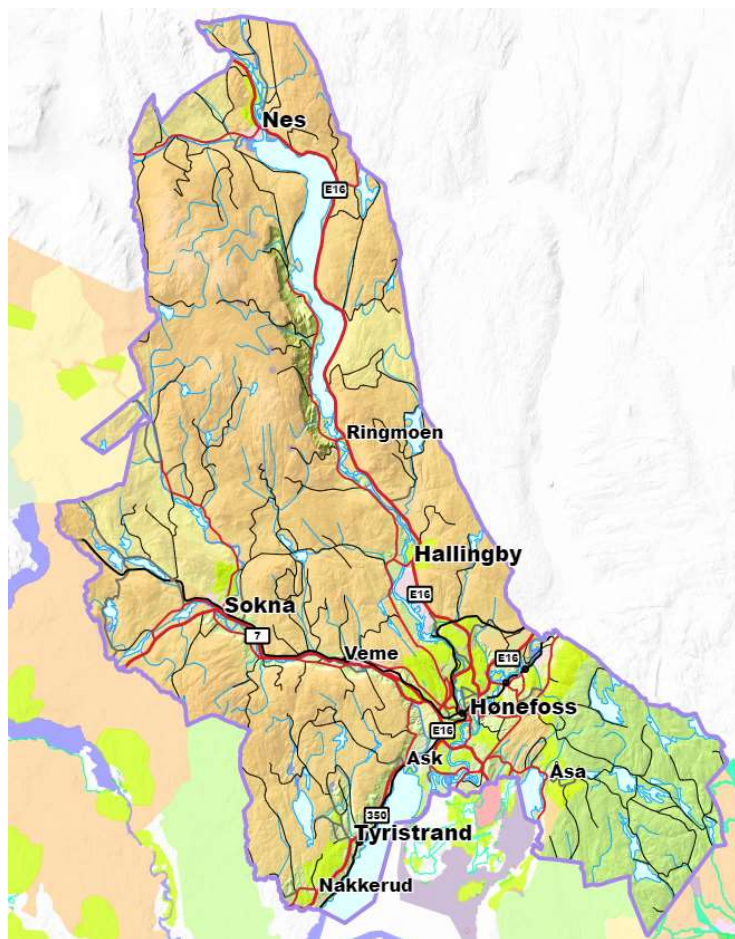 Nes
E16
Ringmoen
Hallingby
E16
Sokna
7
Veme
E16
Hønefoss
E16
Ask
Åsa
350
Tyristrand
Nakkerud